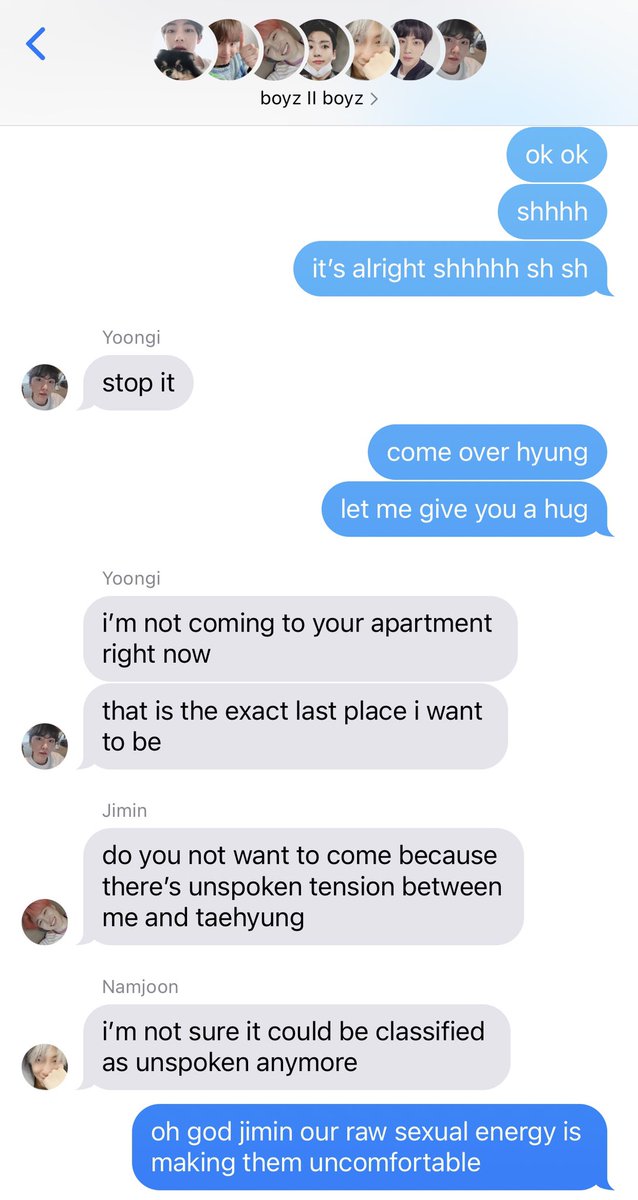 boyz II boyz
ok ok
shhhh
it's alright shhhhh sh sh
Yoongi
stop it
come over hyung
let me give you a hug
Yoongi
i'm not coming to your apartment
right now
that is the exact last place i want
to be
Jimin
do you not want to come because
there's unspoken tension between
me and taehyung
Namjoon
i'm not sure it could be classified
as unspoken anymore
oh god jimin our raw sexual energy is
making them uncomfortable